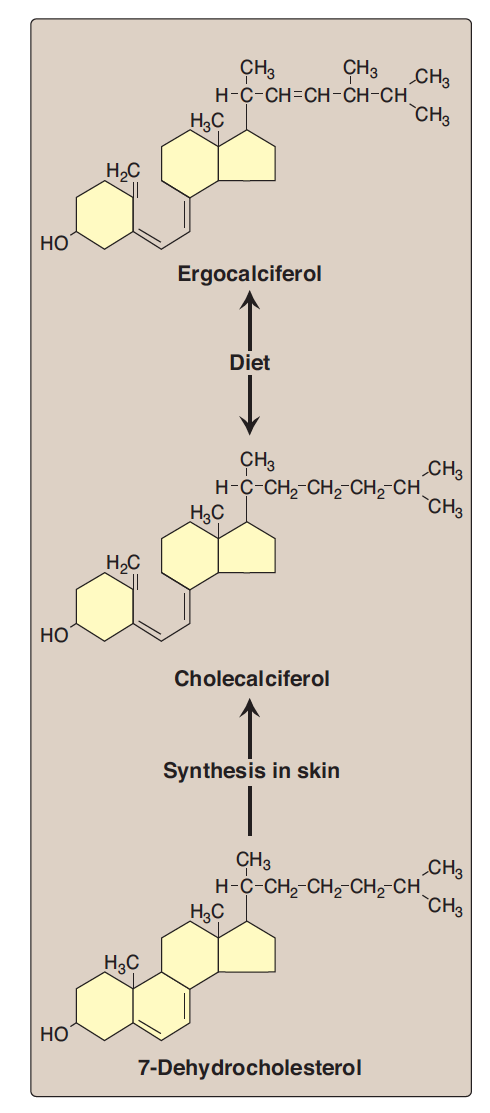 CH3 CH3
CH3
H-C-CH=CH-CH-CH
CH3
H3C
H2C
HO
Ergocalciferol
Diet
CH3
CH3
H-C-CH2-CH2-CH2-CH
CH3
H3C
H2C
HO
Cholecalciferol
Synthesis in skin
CH3
CH3
H-C-CH2-CH2-CH2-CH
CH3
H3C
H3C
HO
7-Dehydrocholesterol